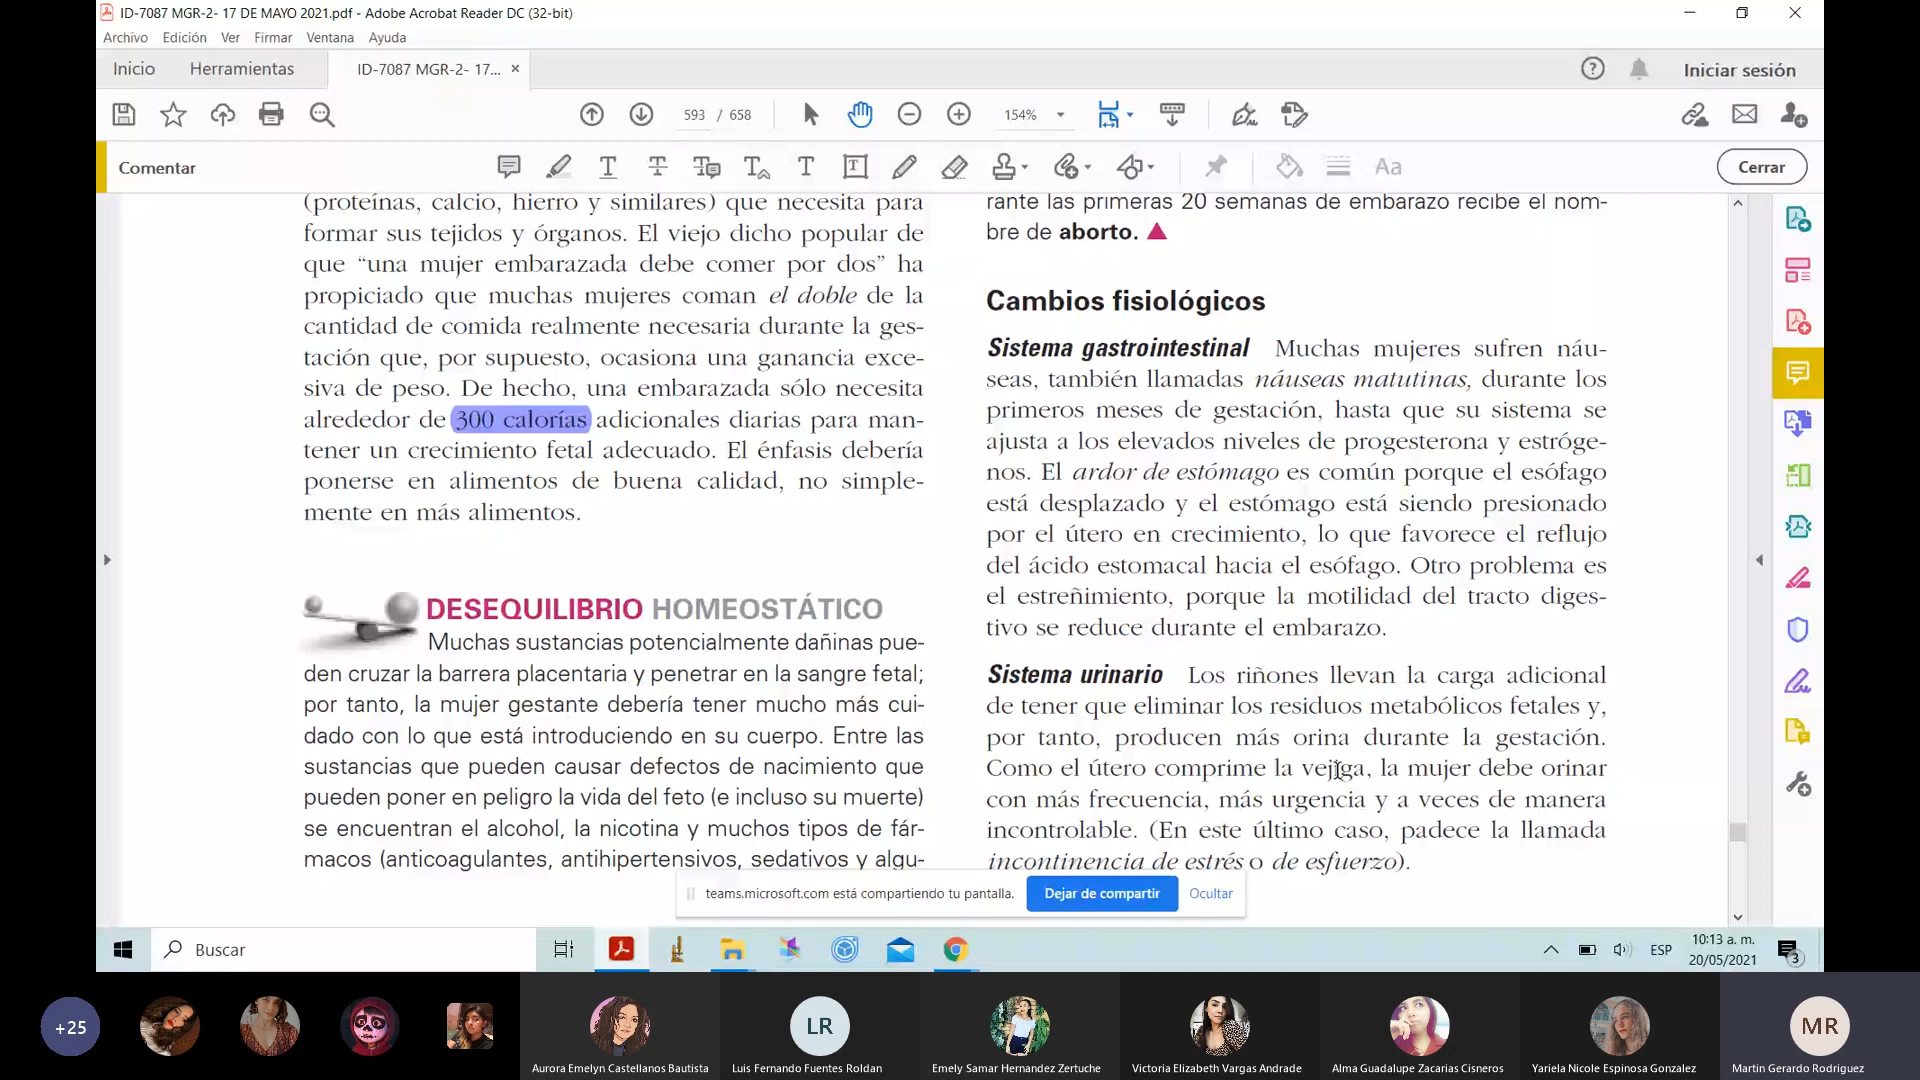 ID-7087 MGR-2- 17 DE MAYO 2021.pdf - Adobe Acrobat Reader DC (32-bit)
Archivo Edición Ver Firmar Ventana Ayuda
Inicio Herramientas ID-7087 MGR-2- 17... × Iniciar sesión
593 / 658 154%
Comentar Aa Cerrar
(proteínas, calcio, hierro y similares) que necesita para
formar sus tejidos y órganos. El viejo dicho popular de
que “una mujer embarazada debe comer por dos” ha
propiciado que muchas mujeres coman el doble de la
cantidad de comida realmente necesaria durante la ges-
tación que, por supuesto, ocasiona una ganancia exce-
siva de peso. De hecho, una embarazada sólo necesita
alrededor de 300 calorías adicionales diarias para man-
tener un crecimiento fetal adecuado. El énfasis debería
ponerse en alimentos de buena calidad, no simple-
mente en más alimentos.
DESEQUILIBRIO HOMEOSTÁTICO
Muchas sustancias potencialmente dañinas pue-
den cruzar la barrera placentaria y penetrar en la sangre fetal;
por tanto, la mujer gestante debería tener mucho más cui-
dado con lo que está introduciendo en su cuerpo. Entre las
sustancias que pueden causar defectos de nacimiento que
pueden poner en peligro la vida del feto (e incluso su muerte)
se encuentran el alcohol, la nicotina y muchos tipos de fár-
macos (anticoagulantes, antihipertensivos, sedativos y algu-
rante las primeras 20 semanas de embarazo recibe el nom-
bre de aborto. ▲
Cambios fisiológicos
Sistema gastrointestinal Muchas mujeres sufren náu-
seas, también llamadas náuseas matutinas, durante los
primeros meses de gestación, hasta que su sistema se
ajusta a los elevados niveles de progesterona y estróge-
nos. El ardor de estómago es común porque el esófago
está desplazado y el estómago está siendo presionado
por el útero en crecimiento, lo que favorece el reflujo
del ácido estomacal hacia el esófago. Otro problema es
el estreñimiento, porque la motilidad del tracto diges-
tivo se reduce durante el embarazo.
Sistema urinario Los riñones llevan la carga adicional
de tener que eliminar los residuos metabólicos fetales y,
por tanto, producen más orina durante la gestación.
Como el útero comprime la vejiga, la mujer debe orinar
con más frecuencia, más urgencia y a veces de manera
incontrolable. (En este último caso, padece la llamada
incontinencia de estrés o de esfuerzo).
teams.microsoft.com está compartiendo tu pantalla. Dejar de compartir Ocultar
Buscar
ESP
10:13 a. m.
20/05/2021
3
+25
LR
MR
Aurora Emelyn Castellanos Bautista
Luis Fernando Fuentes Roldan
Emely Samar Hernandez Zertuche
Victoria Elizabeth Vargas Andrade
Alma Guadalupe Zacarias Cisneros
Yariela Nicole Espinosa Gonzalez
Martin Gerardo Rodriguez